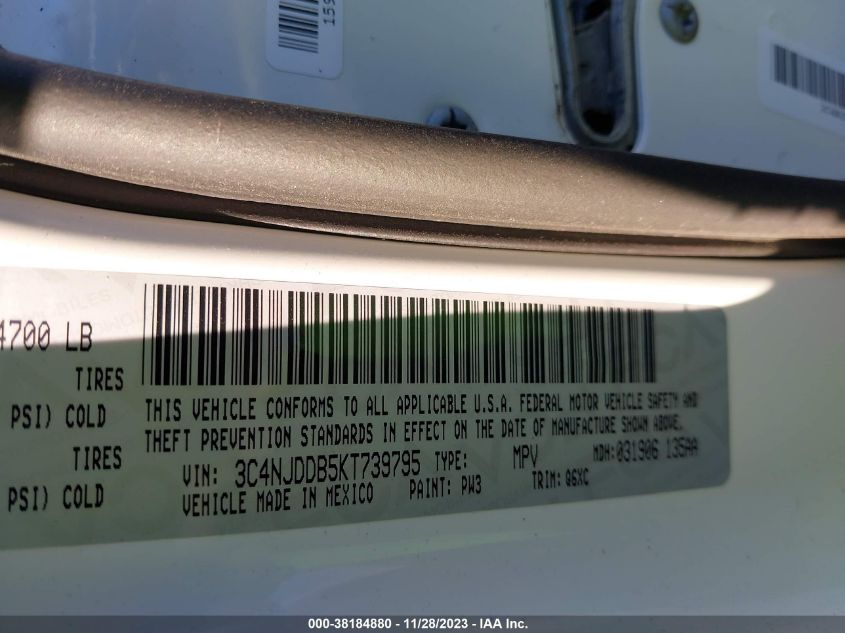 159
4700 LB
TIRES
PSI) COLD
TIRES
PSI) COLD
THIS VEHICLE CONFORMS TO ALL APPLICABLE U.S.A. FEDERAL MOTOR VEHICLE SAFETY AND
THEFT PREVENTION STANDARDS IN EFFECT ON THE DATE OF MANUFACTURE SHOWN ABOVE.
VIN: 3C4NJDDB5KT739795 TYPE: MPV MDH: 031906 135AA
VEHICLE MADE IN MEXICO PAINT: PW3 TRIM: G6XC
000-38184880 - 11/28/2023 - IAA Inc.